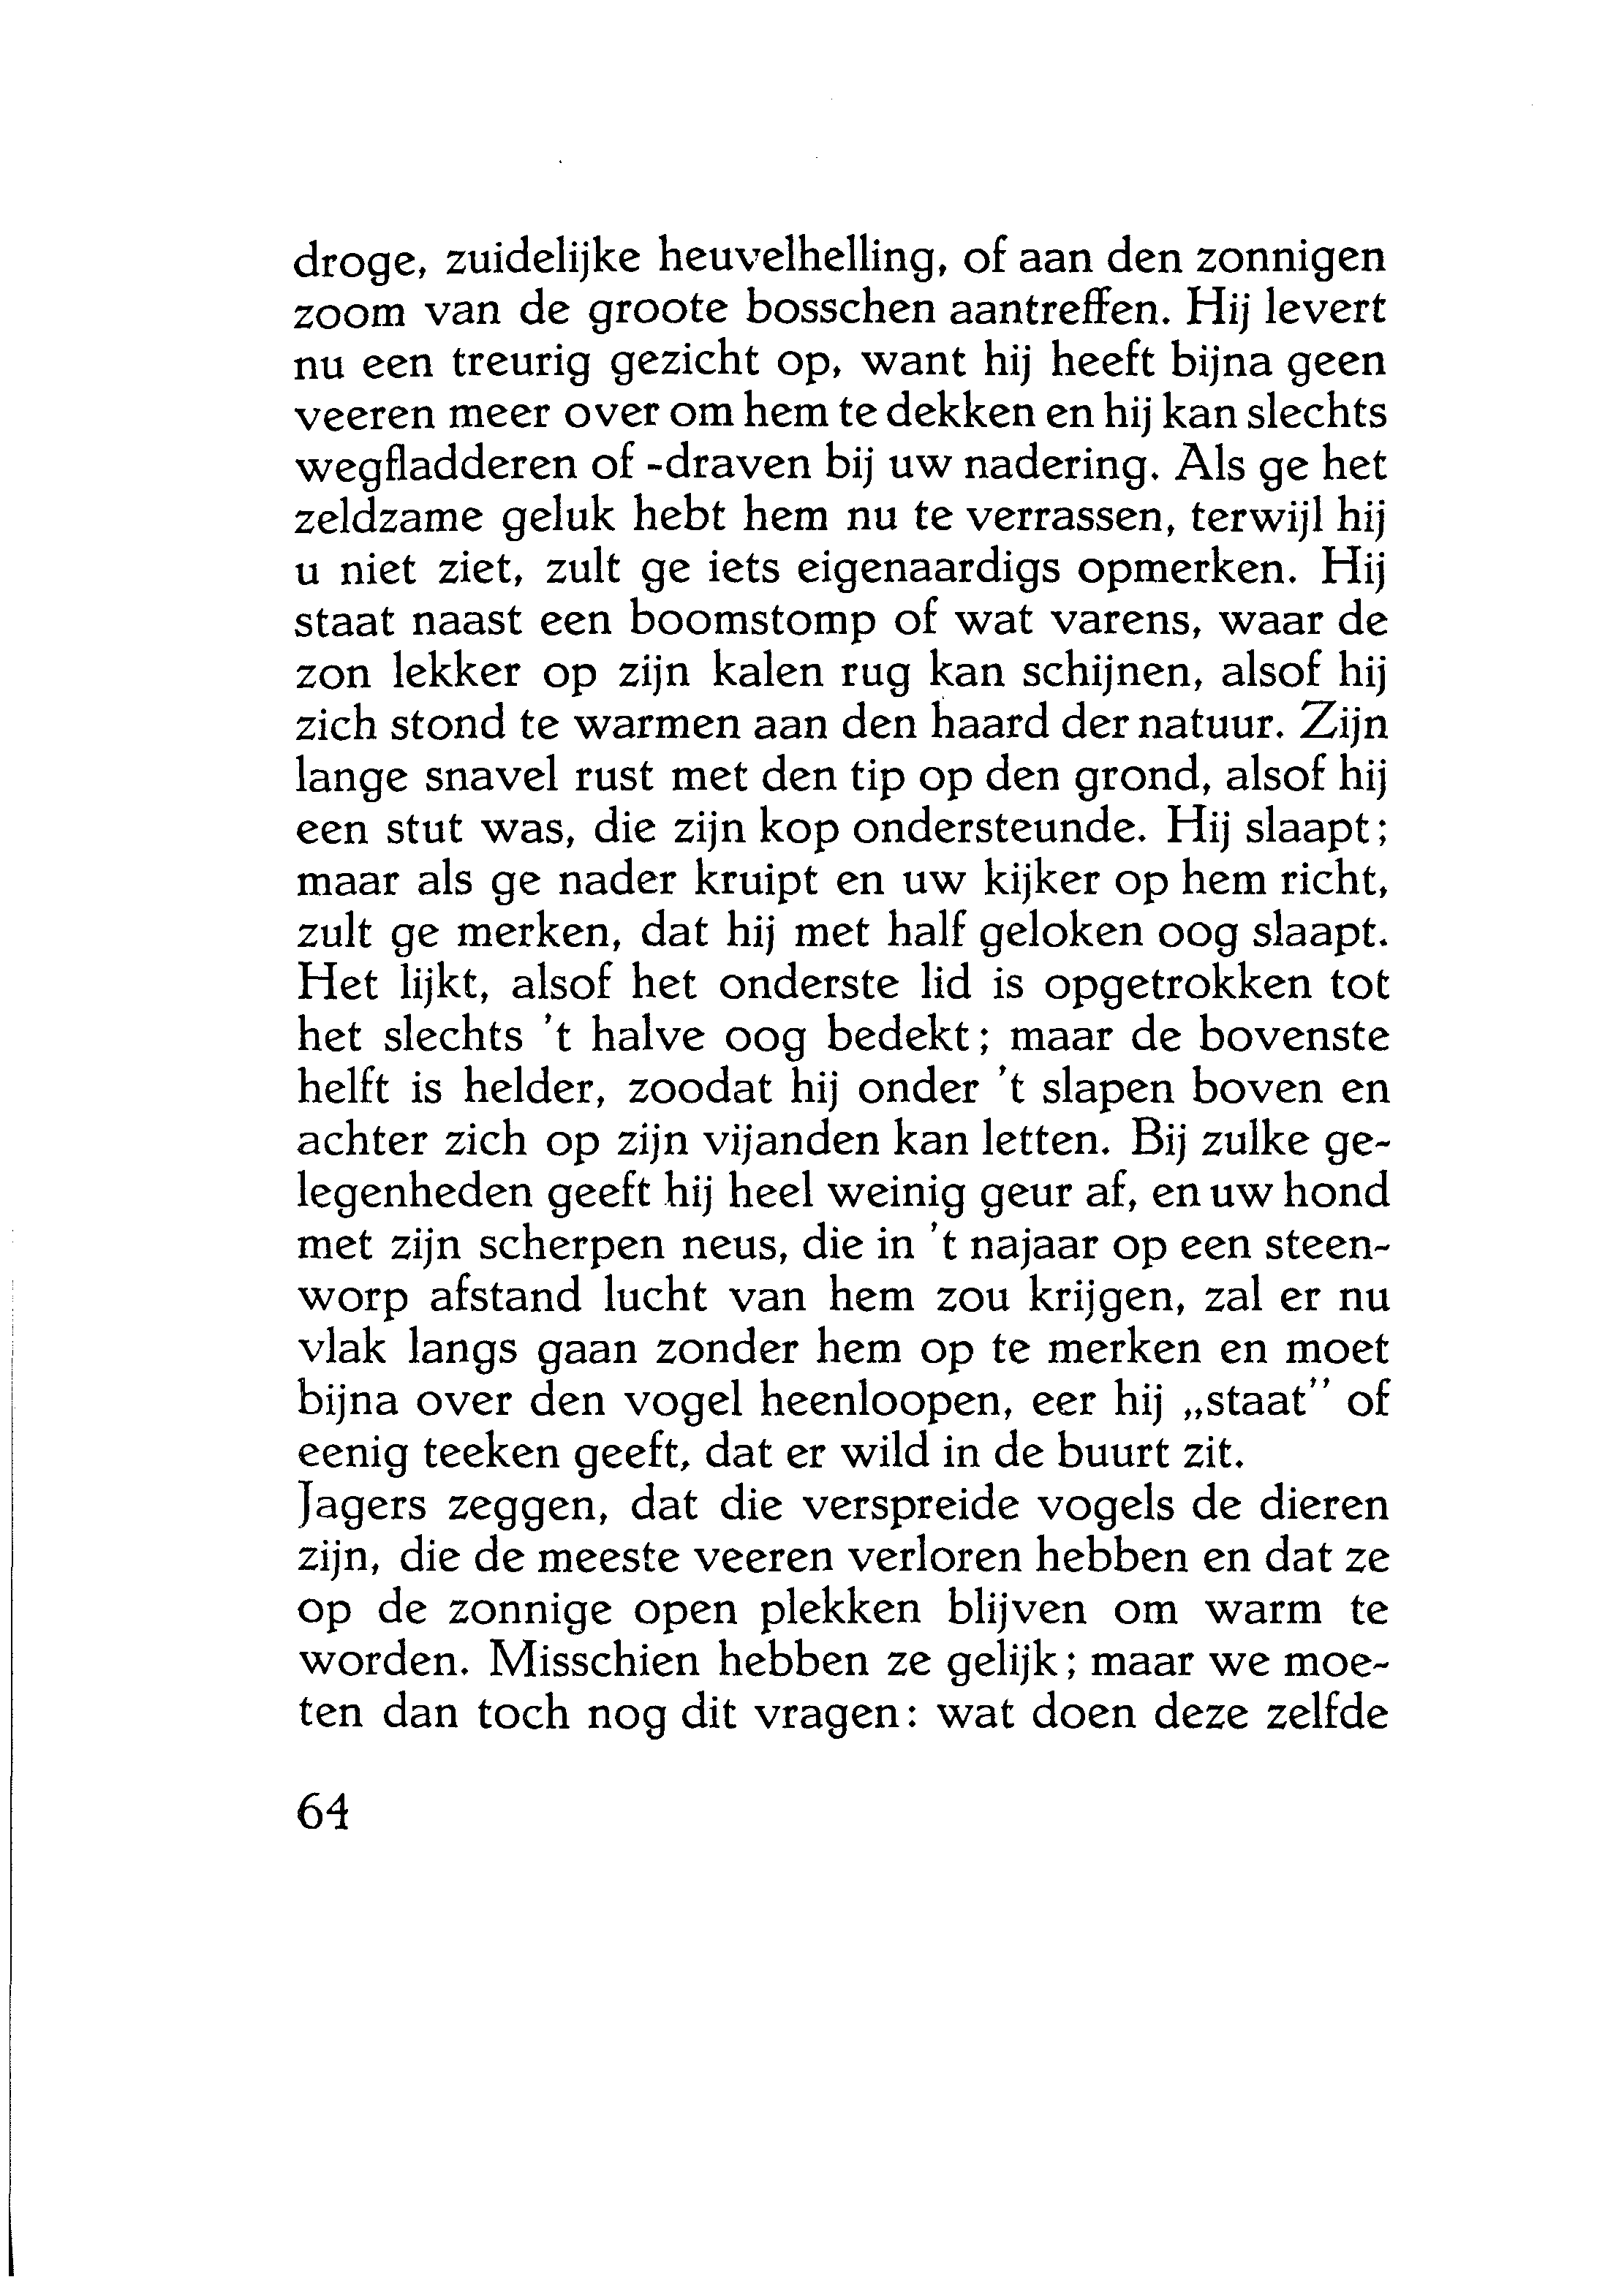 droge, zuidelijke heuvelhelling, of aan den zonnigen
zoom van de groote bosschen aantreffen. Hij levert
nu een treurig gezicht op, want hij heeft bijna geen
veeren meer over om hem te dekken en hij kan slechts
wegfladderen of -draven bij uw nadering. Als ge het
zeldzame geluk hebt hem nu te verrassen, terwijl hij
u niet ziet, zult ge iets eigenaardigs opmerken. Hij
staat naast een boomstomp of wat varens, waar de
zon lekker op zijn kalen rug kan schijnen, alsof hij
zich stond te warmen aan den haard der natuur. Zijn
lange snavel rust met den tip op den grond, alsof hij
een stut was, die zijn kop ondersteunde. Hij slaapt;
maar als ge nader kruipt en uw kijker op hem richt,
zult ge merken, dat hij met half geloken oog slaapt.
Het lijkt, alsof het onderste lid is opgetrokken tot
het slechts 't halve oog bedekt; maar de bovenste
helft is helder, zoodat hij onder 't slapen boven en
achter zich op zijn vijanden kan letten. Bij zulke ge-
legenheden geeft hij heel weinig geur af, en uw hond
met zijn scherpen neus, die in 't najaar op een steen-
worp afstand lucht van hem zou krijgen, zal er nu
vlak langs gaan zonder hem op te merken en moet
bijna over den vogel heenloopen, eer hij „staat” of
eenig teeken geeft, dat er wild in de buurt zit.
Jagers zeggen, dat die verspreide vogels de dieren
zijn, die de meeste veeren verloren hebben en dat ze
op de zonnige open plekken blijven om warm te
worden. Misschien hebben ze gelijk; maar we moe-
ten dan toch nog dit vragen: wat doen deze zelfde
64